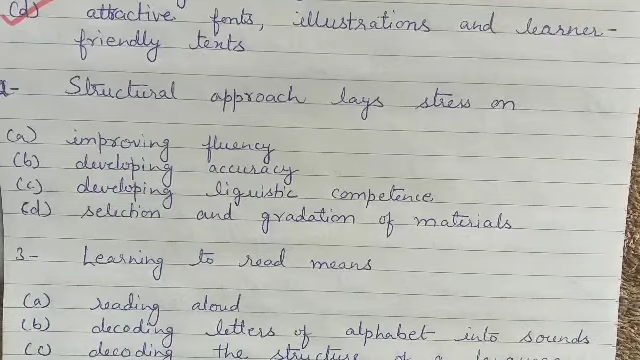 (d) attractive fonts, illustrations and learner-
friendly texts
Structural approach lays stress on
(a) improving fluency
(b) developing accuracy
(c) developing liguistic competence
(d) selection and gradation of materials
3- Learning to read means
(a) reading aloud
(b) decoding letters of alphabet into sounds
(c) decoding the structure of a language